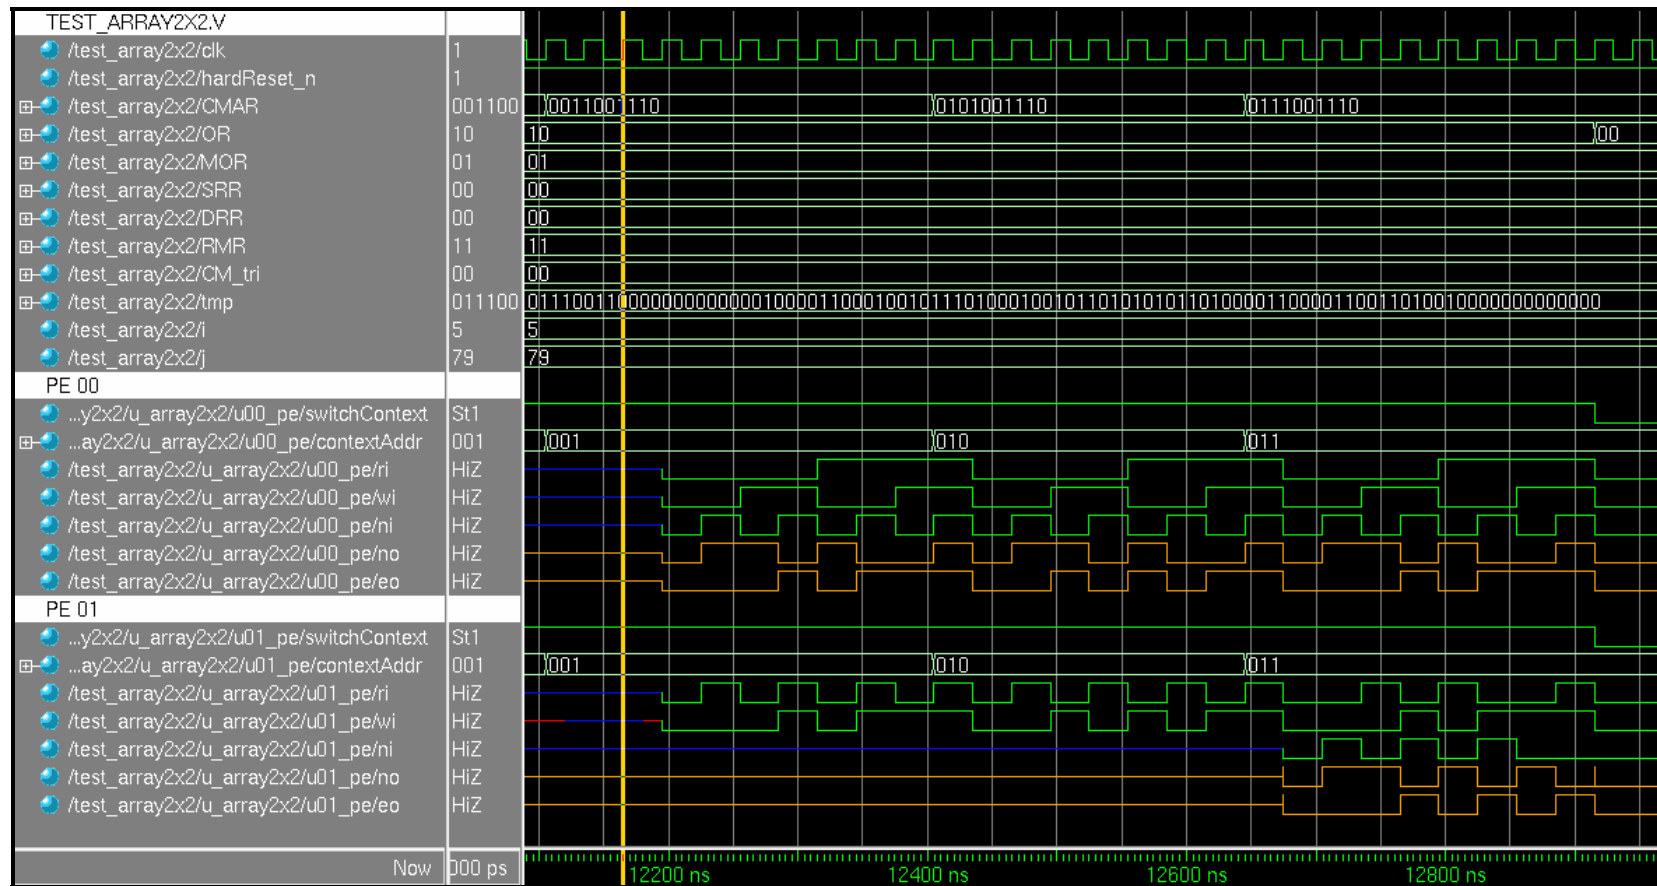 TEST_ARRAY2X2.V
/test_array2x2/clk 1
/test_array2x2/hardReset_n 1
/test_array2x2/CMAR 001100 0011001110 0101001110 0111001110
/test_array2x2/OR 10 10 00
/test_array2x2/MOR 01 01
/test_array2x2/SRR 00 00
/test_array2x2/DRR 00 00
/test_array2x2/RMR 11 11
/test_array2x2/CM_tri 00 00
/test_array2x2/tmp 011100
/test_array2x2/i 5 5
/test_array2x2/j 79 79
PE 00
...y2x2/u_array2x2/u00_pe/switchContext St1
...ay2x2/u_array2x2/u00_pe/contextAddr 001 001 010 011
/test_array2x2/u_array2x2/u00_pe/ri HiZ
/test_array2x2/u_array2x2/u00_pe/wi HiZ
/test_array2x2/u_array2x2/u00_pe/ni HiZ
/test_array2x2/u_array2x2/u00_pe/no HiZ
/test_array2x2/u_array2x2/u00_pe/eo HiZ
PE 01
...y2x2/u_array2x2/u01_pe/switchContext St1
...ay2x2/u_array2x2/u01_pe/contextAddr 001 001 010 011
/test_array2x2/u_array2x2/u01_pe/ri HiZ
/test_array2x2/u_array2x2/u01_pe/wi HiZ
/test_array2x2/u_array2x2/u01_pe/ni HiZ
/test_array2x2/u_array2x2/u01_pe/no HiZ
/test_array2x2/u_array2x2/u01_pe/eo HiZ
Now 000 ps 12200 ns 12400 ns 12600 ns 12800 ns